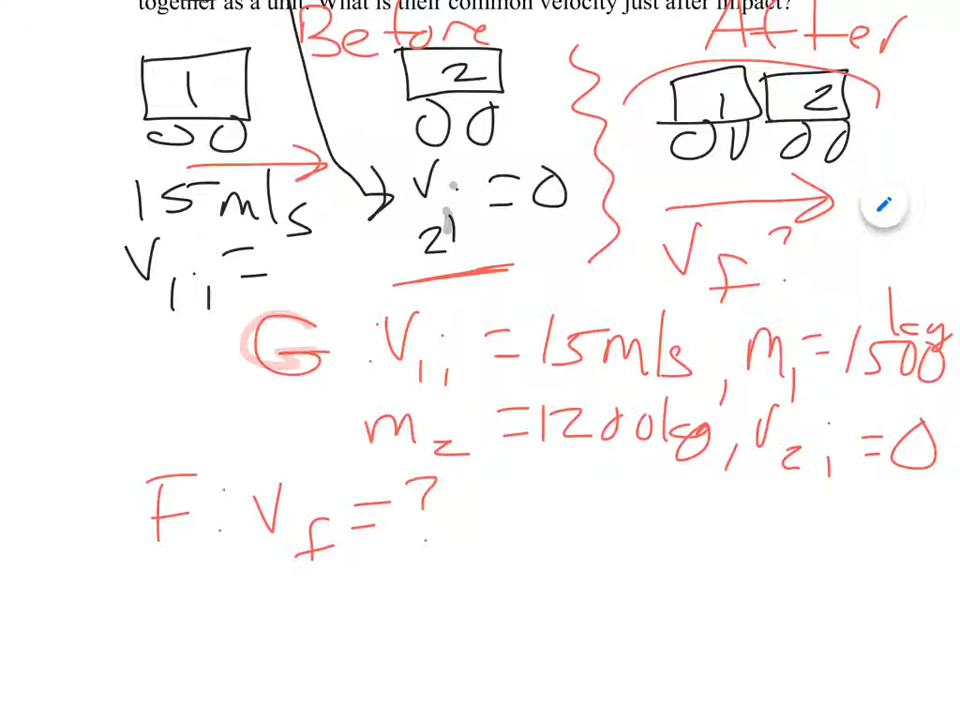 together as a unit. What is their common velocity just after impact?
Before After
1 2 1 2
15m/s v2i = 0
v1i = Vf?
G : V1i = 15m/s, m1 = 1500kg
m2 = 1200kg, V2i = 0
F : Vf = ?